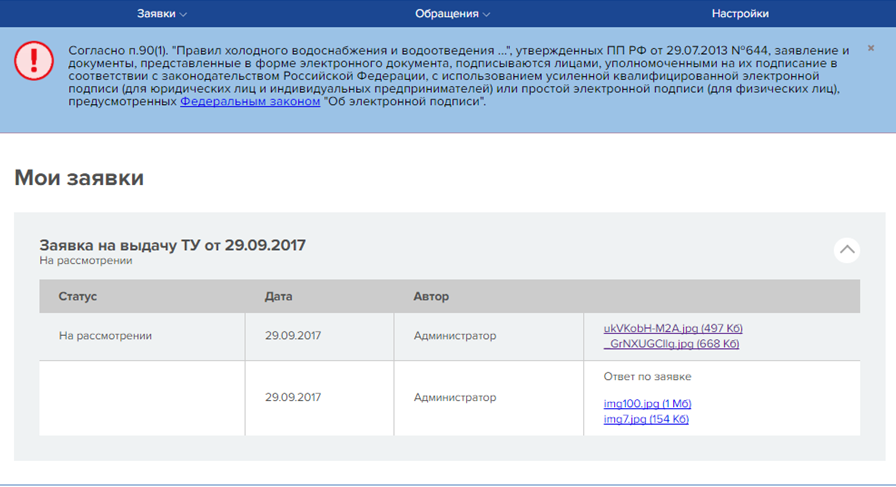 Заявки
Обращения
Настройки
Согласно п.90(1). "Правил холодного водоснабжения и водоотведения ...", утвержденных ПП РФ от 29.07.2013 №644, заявление и
документы, представленные в форме электронного документа, подписываются лицами, уполномоченными на их подписание в
соответствии с законодательством Российской Федерации, с использованием усиленной квалифицированной электронной
подписи (для юридических лиц и индивидуальных предпринимателей) или простой электронной подписи (для физических лиц),
предусмотренных Федеральным законом "Об электронной подписи".
Мои заявки
Заявка на выдачу ТУ от 29.09.2017
На рассмотрении
Статус Дата Автор
На рассмотрении 29.09.2017 Администратор
ukVKobH-M2A.jpg (497 Кб)
_GrNXUGCIlg.jpg (668 Кб)
29.09.2017 Администратор
Ответ по заявке
img100.jpg (1 Мб)
img7.jpg (154 Кб)